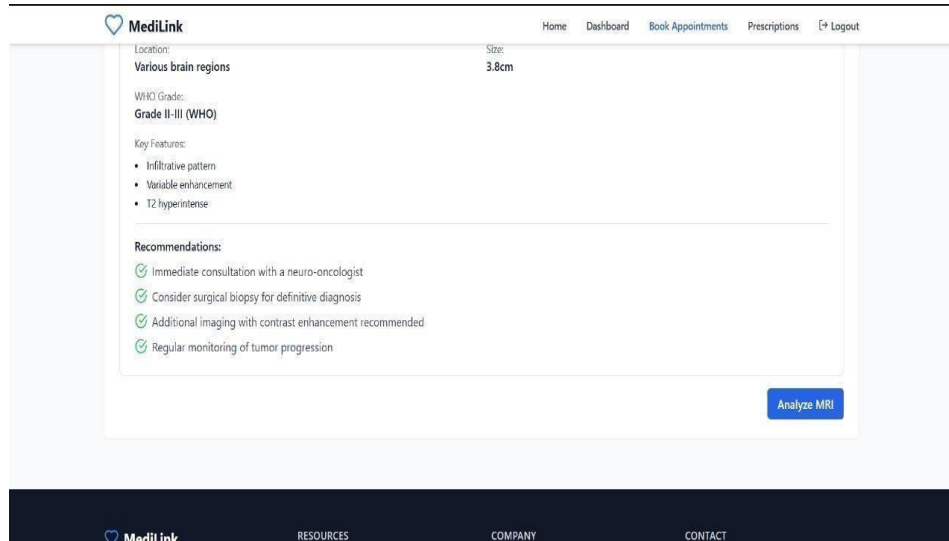 MediLink
Home Dashboard Book Appointments Prescriptions Logout
Location: Size:
Various brain regions 3.8cm
WHO Grade:
Grade II-III (WHO)
Key Features:
• Infiltrative pattern
• Variable enhancement
• T2 hyperintense
Recommendations:
Immediate consultation with a neuro-oncologist
Consider surgical biopsy for definitive diagnosis
Additional imaging with contrast enhancement recommended
Regular monitoring of tumor progression
Analyze MRI
MediLink RESOURCES COMPANY CONTACT